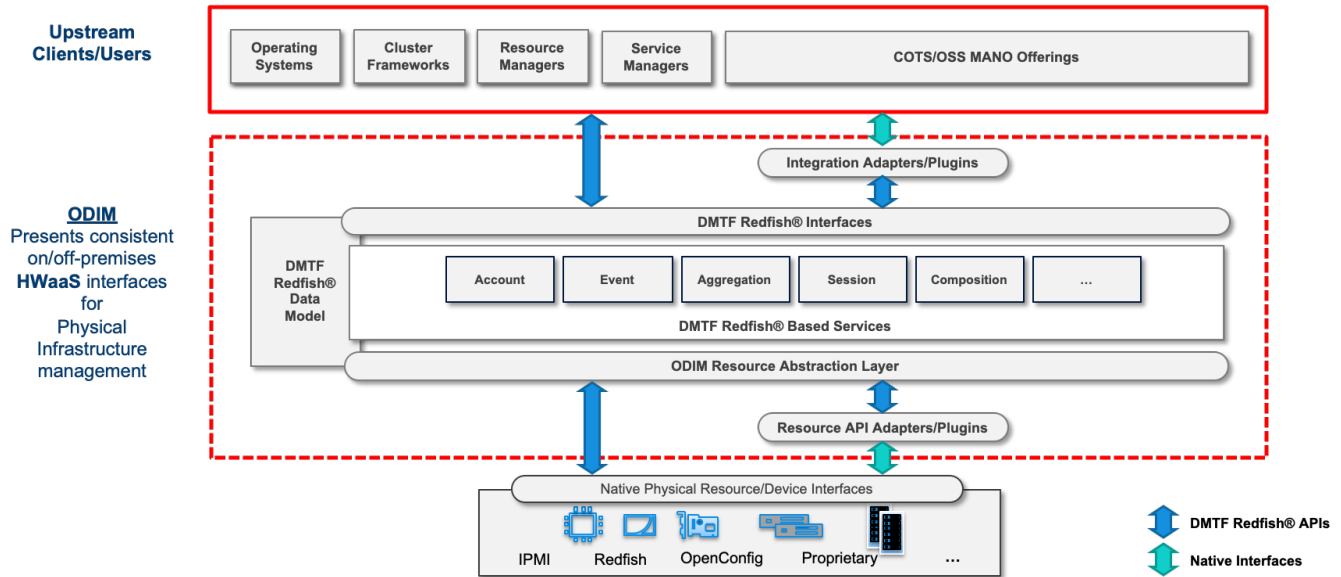 Upstream
Clients/Users
Operating
Systems
Cluster
Frameworks
Resource
Managers
Service
Managers
COTS/OSS MANO Offerings
Integration Adapters/Plugins
ODIM
Presents consistent
on/off-premises
HWaaS interfaces
for
Physical
Infrastructure
management
DMTF Redfish® Interfaces
DMTF
Redfish®
Data
Model
Account
Event
Aggregation
Session
Composition
...
DMTF Redfish® Based Services
ODIM Resource Abstraction Layer
Resource API Adapters/Plugins
Native Physical Resource/Device Interfaces
IPMI
Redfish
OpenConfig
Proprietary
...
DMTF Redfish® APIs
Native Interfaces